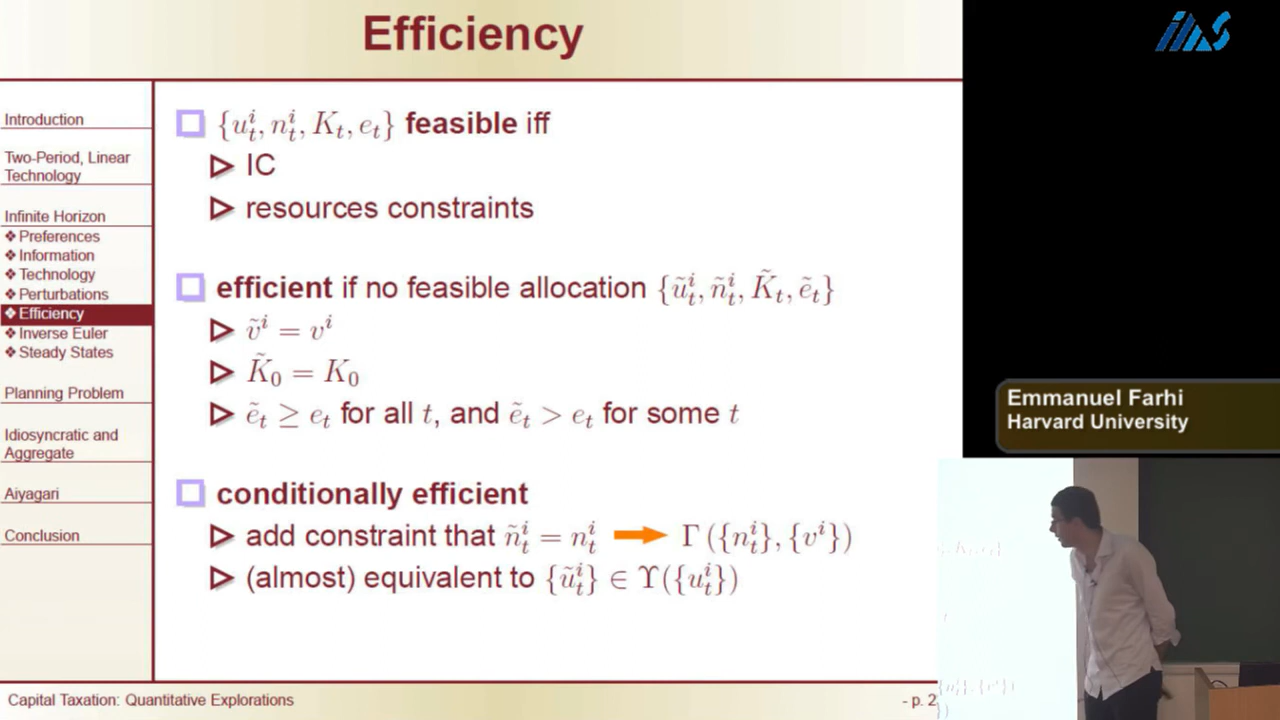 Efficiency
Introduction
Two-Period, Linear
Technology
Infinite Horizon
❖ Preferences
❖ Information
❖ Technology
❖ Perturbations
❖ Efficiency
❖ Inverse Euler
❖ Steady States
Planning Problem
Idiosyncratic and
Aggregate
Aiyagari
Conclusion
{u_t^i, n_t^i, K_t, e_t} feasible iff
IC
resources constraints
efficient if no feasible allocation {ũ_t^i, ñ_t^i, K̃_t, ẽ_t}
ṽ^i = v^i
K̃_0 = K_0
ẽ_t ≥ e_t for all t, and ẽ_t > e_t for some t
conditionally efficient
add constraint that ñ_t^i = n_t^i → Γ ({n_t^i}, {v^i})
(almost) equivalent to {ũ_t^i} ∈ Υ({u_t^i})
Capital Taxation: Quantitative Explorations
- p. 2
IAS
Emmanuel Farhi
Harvard University